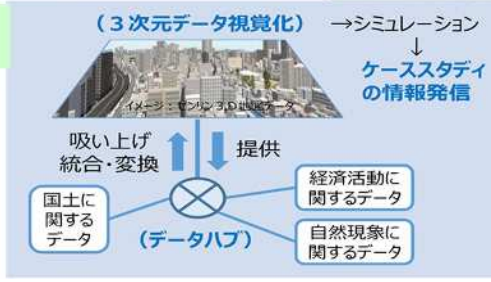 （３次元データ視覚化）
→シミュレーション
↓
ケーススタディ
の情報発信
イメージ：ゼンリン3D地図データ
吸い上げ
統合・変換
提供
国土に
関する
データ
（データハブ）
経済活動に
関するデータ
自然現象に
関するデータ